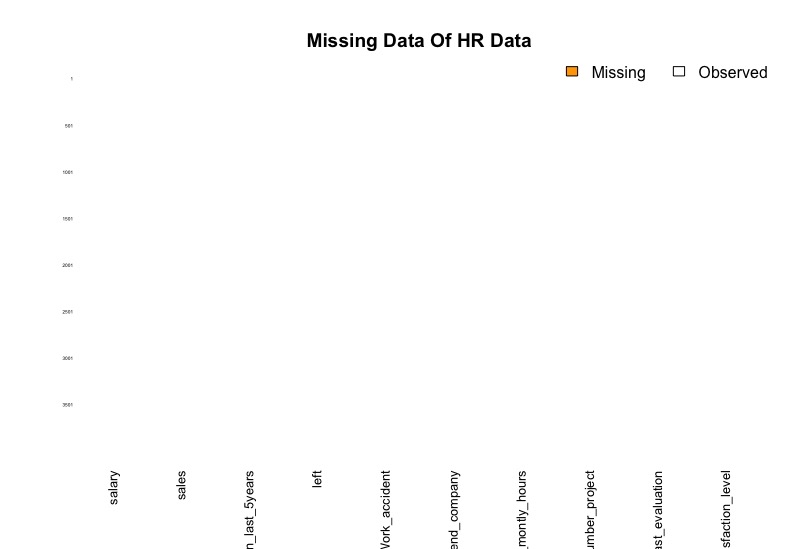 Missing Data Of HR Data
Missing Observed
1
501
1001
1501
2001
2501
3001
3501
salary
sales
n_last_5years
left
Work_accident
end_company
_montly_hours
umber_project
ast_evaluation
sfaction_level